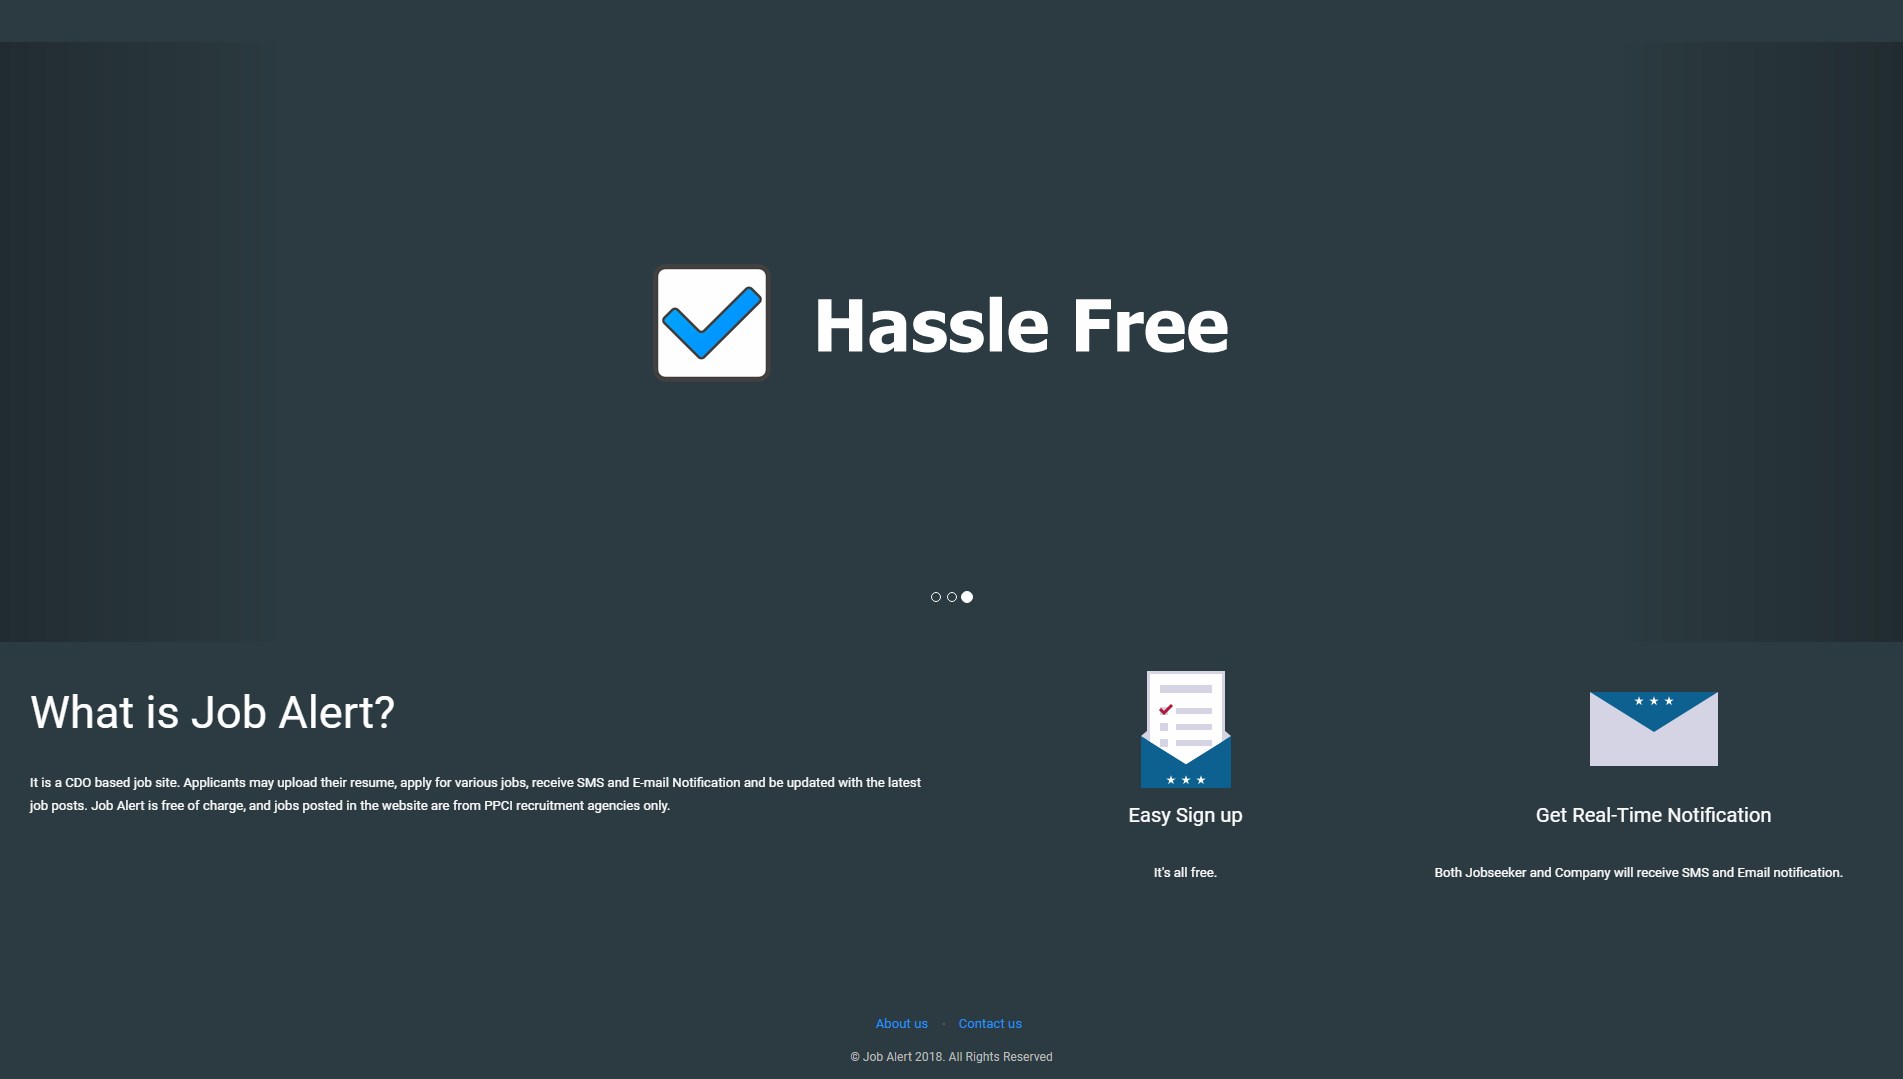 Hassle Free
What is Job Alert?
It is a CDO based job site. Applicants may upload their resume, apply for various jobs, receive SMS and E-mail Notification and be updated with the latest
job posts. Job Alert is free of charge, and jobs posted in the website are from PPCI recruitment agencies only.
Easy Sign up
It's all free.
Get Real-Time Notification
Both Jobseeker and Company will receive SMS and Email notification.
About us · Contact us
© Job Alert 2018. All Rights Reserved